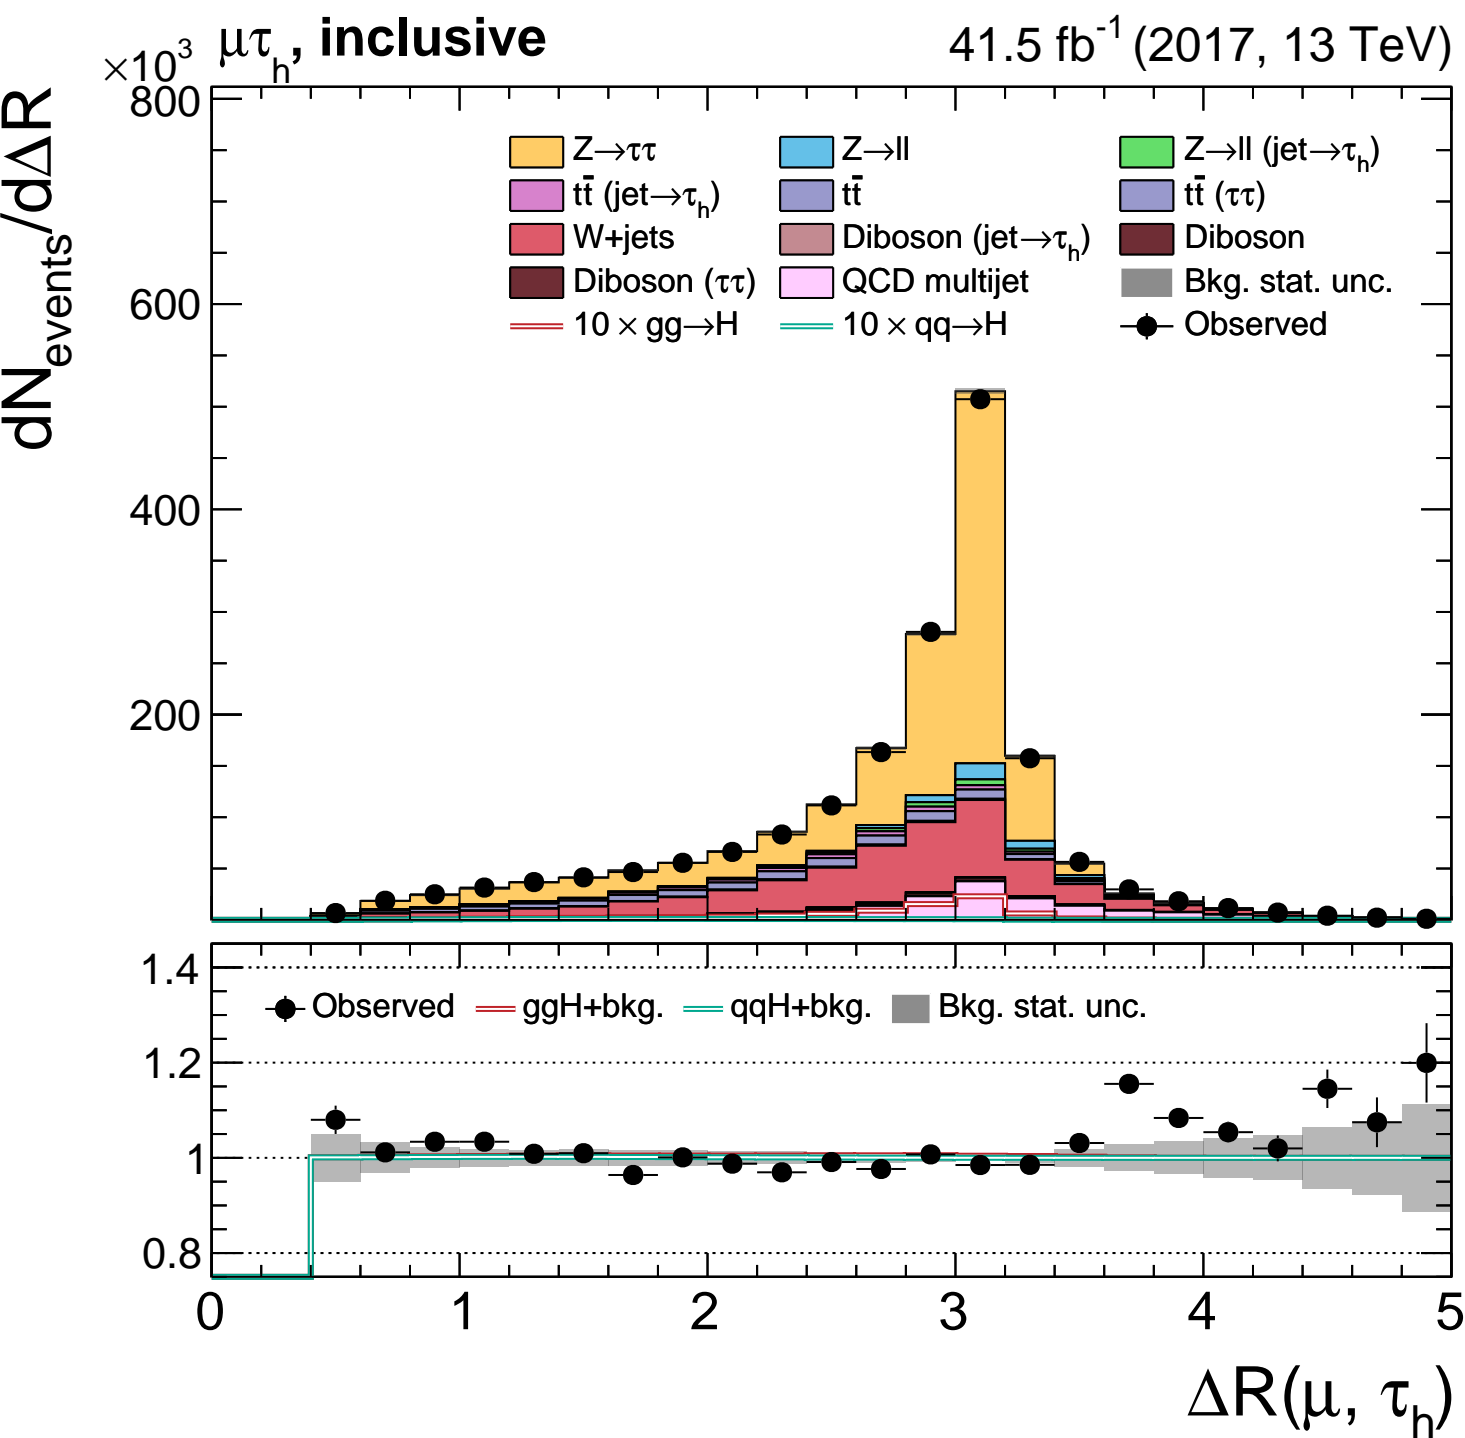 ×10³ μτₕ, inclusive 41.5 fb⁻¹ (2017, 13 TeV)
dN_events/dΔR
800
600
400
200
Z→ττ Z→ll Z→ll (jet→τₕ)
tt̄ (jet→τₕ) tt̄ tt̄ (ττ)
W+jets Diboson (jet→τₕ) Diboson
Diboson (ττ) QCD multijet Bkg. stat. unc.
10 × gg→H 10 × qq→H Observed
1.4
1.2
1
0.8
Observed ggH+bkg. qqH+bkg. Bkg. stat. unc.
0 1 2 3 4 5
ΔR(μ, τₕ)